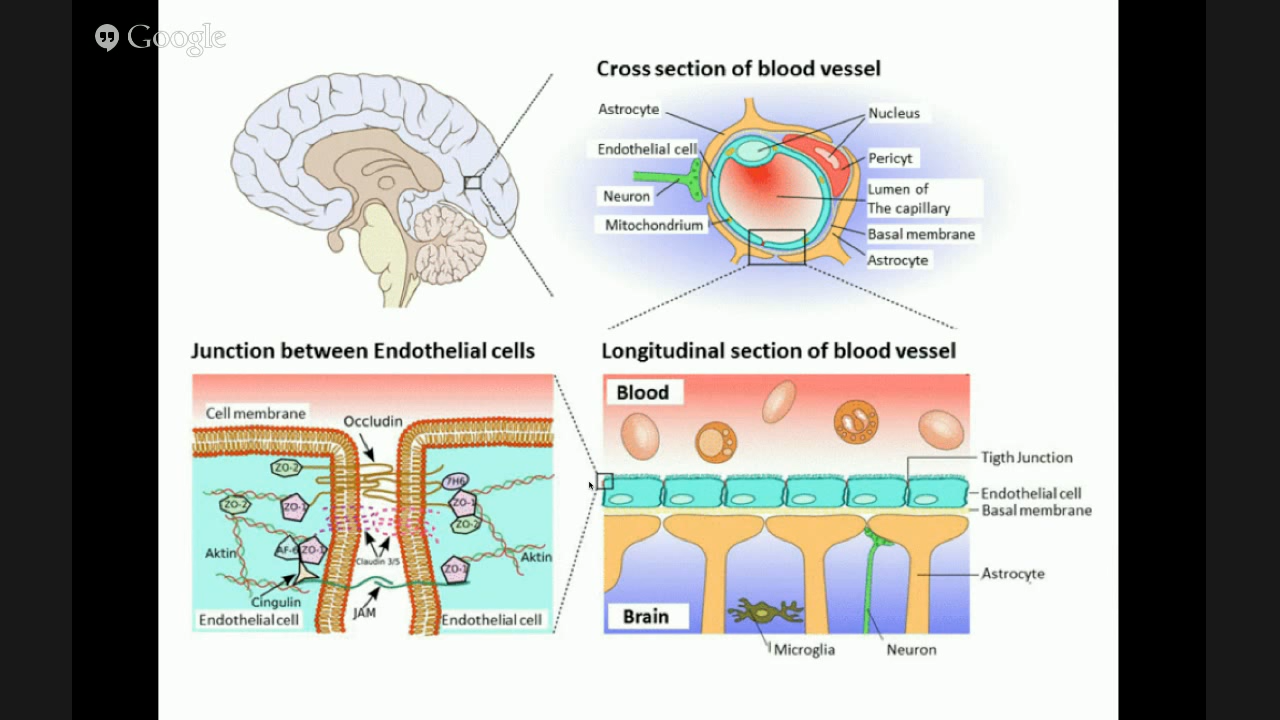 Google
Cross section of blood vessel
Astrocyte
Endothelial cell
Neuron
Mitochondrium
Nucleus
Pericyt
Lumen of
The capillary
Basal membrane
Astrocyte
Junction between Endothelial cells
Cell membrane
Occludin
ZO-2
7H6
ZO-2
ZO-1
ZO-1
ZO-2
Aktin
AF-6
ZO-1
Claudin 3/5
Aktin
ZO-1
Cingulin
JAM
Endothelial cell
Endothelial cell
Longitudinal section of blood vessel
Blood
Tigth Junction
Endothelial cell
Basal membrane
Astrocyte
Brain
Microglia
Neuron